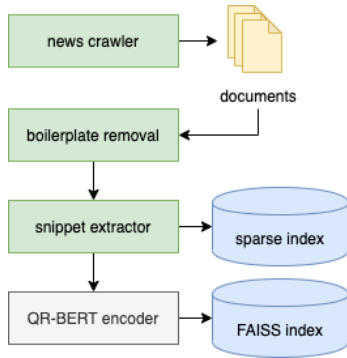 news crawler
documents
boilerplate removal
snippet extractor
sparse index
QR-BERT encoder
FAISS index